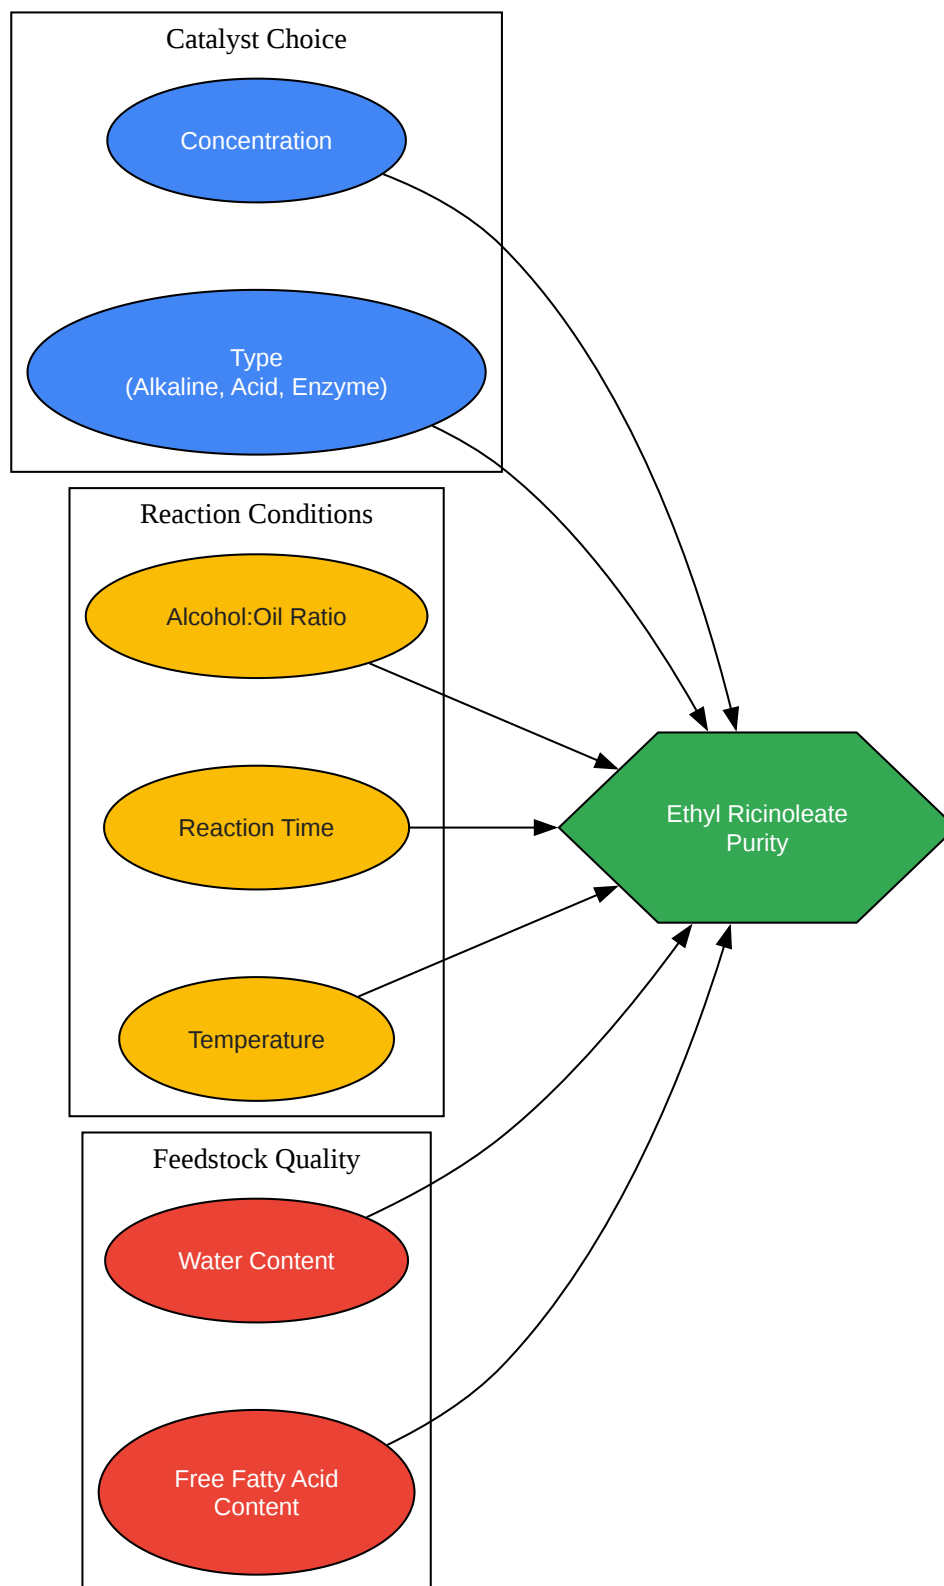 Catalyst Choice
Concentration
Type
(Alkaline, Acid, Enzyme)
Reaction Conditions
Alcohol:Oil Ratio
Reaction Time
Temperature
Feedstock Quality
Water Content
Free Fatty Acid
Content
Ethyl Ricinoleate
Purity